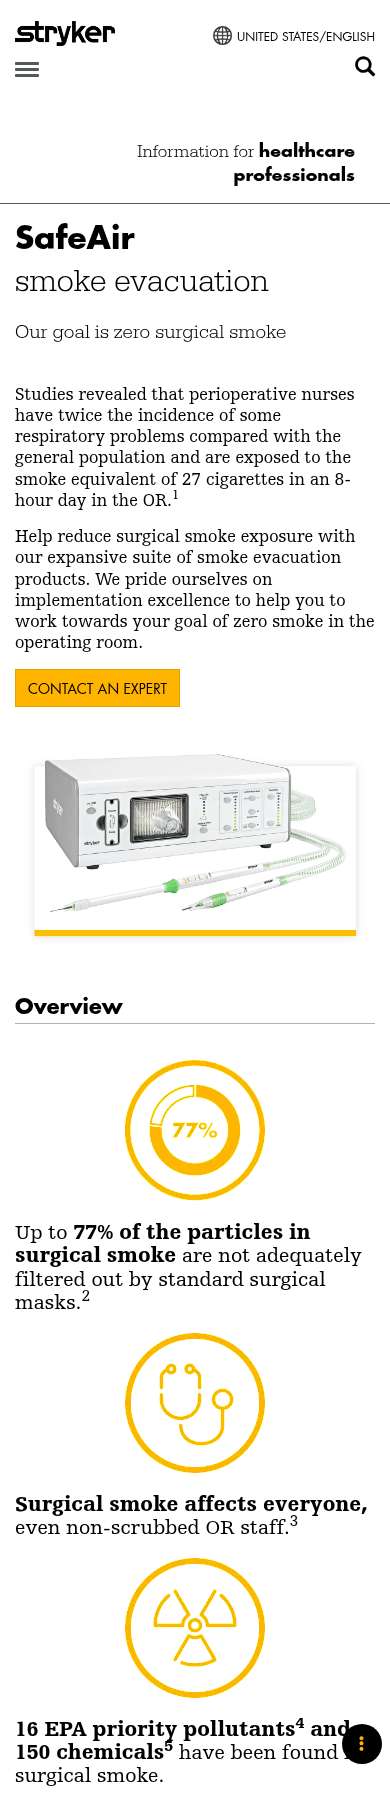 stryker
UNITED STATES/ENGLISH
Information for healthcare
professionals
SafeAir
smoke evacuation
Our goal is zero surgical smoke
Studies revealed that perioperative nurses
have twice the incidence of some
respiratory problems compared with the
general population and are exposed to the
smoke equivalent of 27 cigarettes in an 8-
hour day in the OR.1
Help reduce surgical smoke exposure with
our expansive suite of smoke evacuation
products. We pride ourselves on
implementation excellence to help you to
work towards your goal of zero smoke in the
operating room.
CONTACT AN EXPERT
stryker
Overview
77%
Up to 77% of the particles in
surgical smoke are not adequately
filtered out by standard surgical
masks.2
Surgical smoke affects everyone,
even non-scrubbed OR staff.3
16 EPA priority pollutants4 and
150 chemicals5 have been found
surgical smoke.